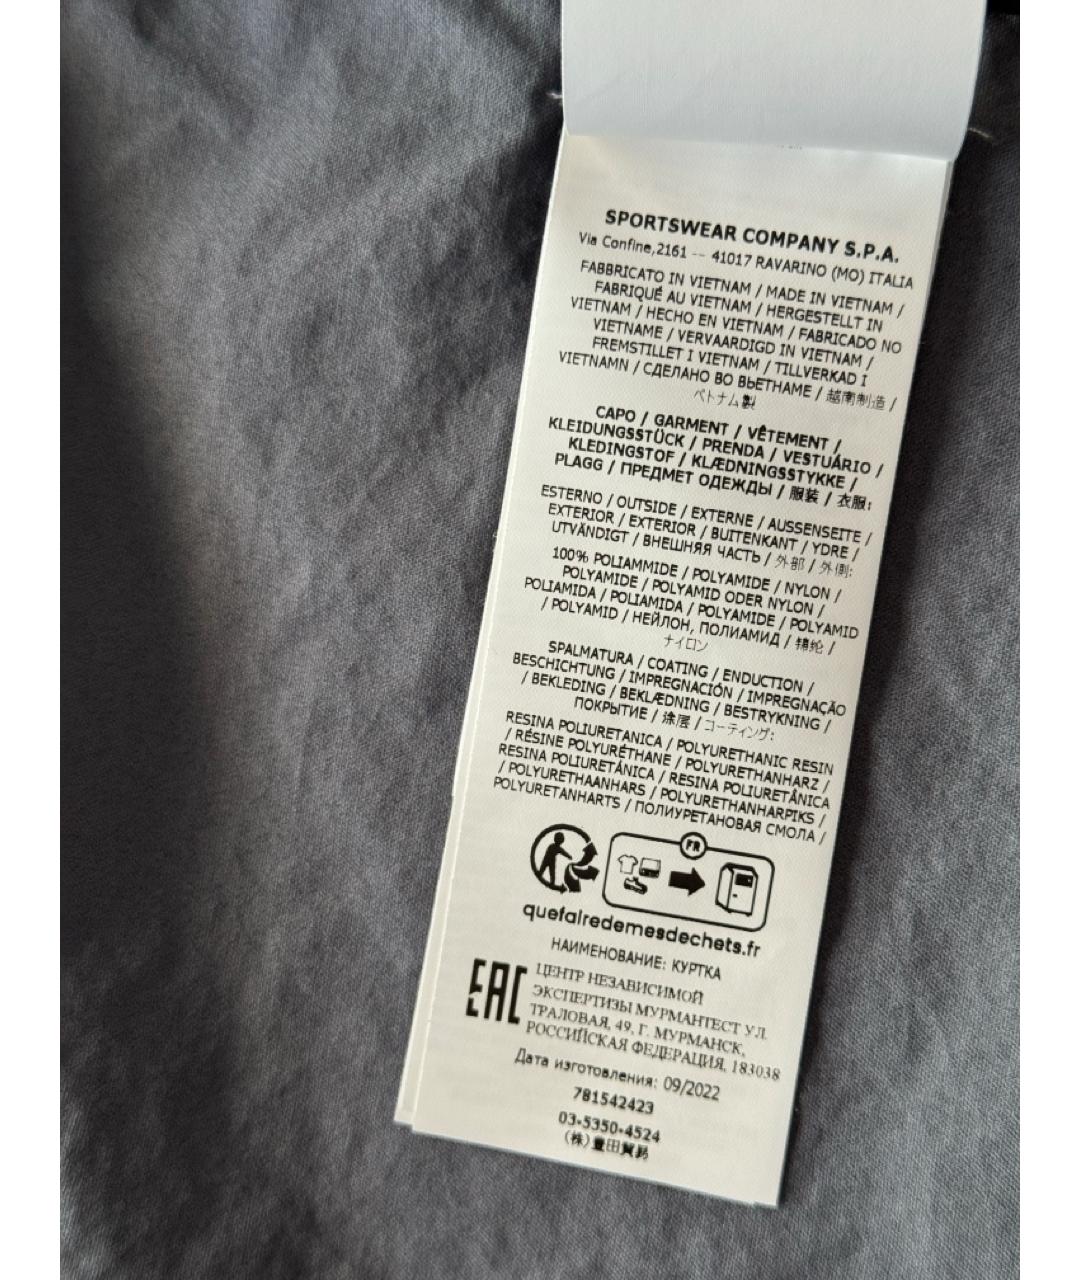 SPORTSWEAR COMPANY S.P.A.
Via Confine,2161 -- 41017 RAVARINO (MO) ITALIA
FABBRICATO IN VIETNAM / MADE IN VIETNAM /
FABRIQUÉ AU VIETNAM / HERGESTELLT IN
VIETNAM / HECHO EN VIETNAM / FABRICADO NO
VIETNAME / VERVAARDIGD IN VIETNAM /
FREMSTILLET I VIETNAM / TILLVERKAD I
VIETNAMN / СДЕЛАНО ВО ВЬЕТНАМЕ / 越南制造 /
ベトナム製
CAPO / GARMENT / VÊTEMENT /
KLEIDUNGSSTÜCK / PRENDA / VESTUÁRIO /
KLEDINGSTOF / KLÆDNINGSSTYKKE /
PLAGG / ПРЕДМЕТ ОДЕЖДЫ / 服装 / 衣服:
ESTERNO / OUTSIDE / EXTERNE / AUSSENSEITE /
EXTERIOR / EXTERIOR / BUITENKANT / YDRE /
UTVÄNDIGT / ВНЕШНЯЯ ЧАСТЬ / 外部 / 外側:
100% POLIAMMIDE / POLYAMIDE / NYLON /
POLYAMIDE / POLYAMID ODER NYLON /
POLIAMIDA / POLIAMIDA / POLYAMIDE / POLYAMID
/ POLYAMID / НЕЙЛОН, ПОЛИАМИД / 锦纶 /
ナイロン
SPALMATURA / COATING / ENDUCTION /
BESCHICHTUNG / IMPREGNACIÓN / IMPREGNAÇÃO
/ BEKLEDING / BEKLÆDNING / BESTRYKNING /
ПОКРЫТИЕ / 涂层 / コーティング:
RESINA POLIURETANICA / POLYURETHANIC RESIN
/ RÉSINE POLYURÉTHANE / POLYURETHANHARZ /
RESINA POLIURETÁNICA / RESINA POLIURETÂNICA
/ POLYURETHAANHARS / POLYURETHANHARPIKS /
POLYURETANHARTS / ПОЛИУРЕТАНОВАЯ СМОЛА /
FR
quefairedemesdechets.fr
НАИМЕНОВАНИЕ: КУРТКА
EAC
ЦЕНТР НЕЗАВИСИМОЙ
ЭКСПЕРТИЗЫ МУРМАНТЕСТ УЛ.
ТРАЛОВАЯ, 49, Г. МУРМАНСК,
РОССИЙСКАЯ ФЕДЕРАЦИЯ, 183038
Дата изготовления: 09/2022
781542423
03-5350-4524
(株)豊田貿易